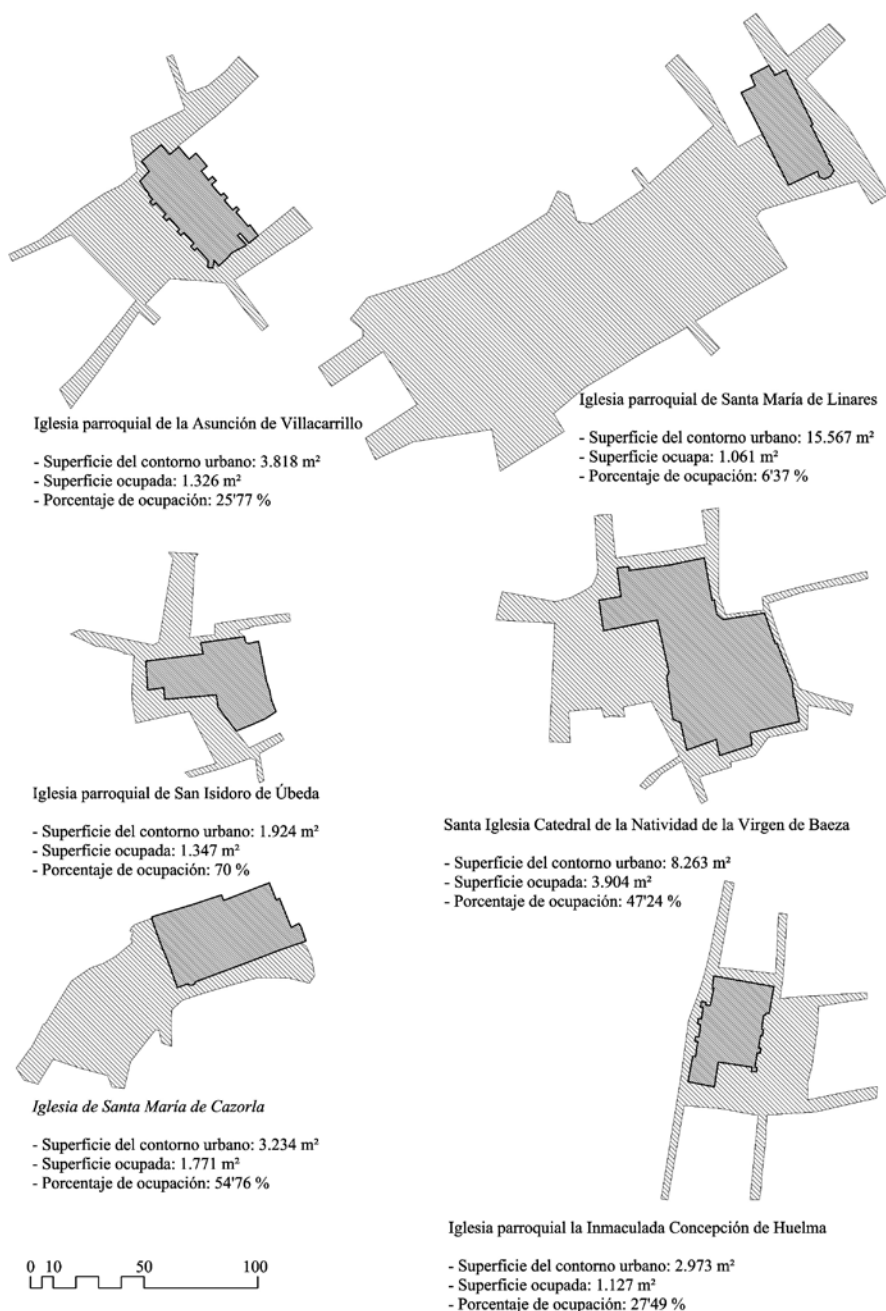 Iglesia parroquial de la Asunción de Villacarrillo
- Superficie del contorno urbano: 3.818 m²
- Superficie ocupada: 1.326 m²
- Porcentaje de ocupación: 25'77 %
Iglesia parroquial de Santa María de Linares
- Superficie del contorno urbano: 15.567 m²
- Superficie ocuapa: 1.061 m²
- Porcentaje de ocupación: 6'37 %
Iglesia parroquial de San Isidoro de Úbeda
- Superficie del contorno urbano: 1.924 m²
- Superficie ocupada: 1.347 m²
- Porcentaje de ocupación: 70 %
Santa Iglesia Catedral de la Natividad de la Virgen de Baeza
- Superficie del contorno urbano: 8.263 m²
- Superficie ocupada: 3.904 m²
- Porcentaje de ocupación: 47'24 %
Iglesia de Santa María de Cazorla
- Superficie del contorno urbano: 3.234 m²
- Superficie ocupada: 1.771 m²
- Porcentaje de ocupación: 54'76 %
Iglesia parroquial la Inmaculada Concepción de Huelma
- Superficie del contorno urbano: 2.973 m²
- Superficie ocupada: 1.127 m²
- Porcentaje de ocupación: 27'49 %
0 10 50 100